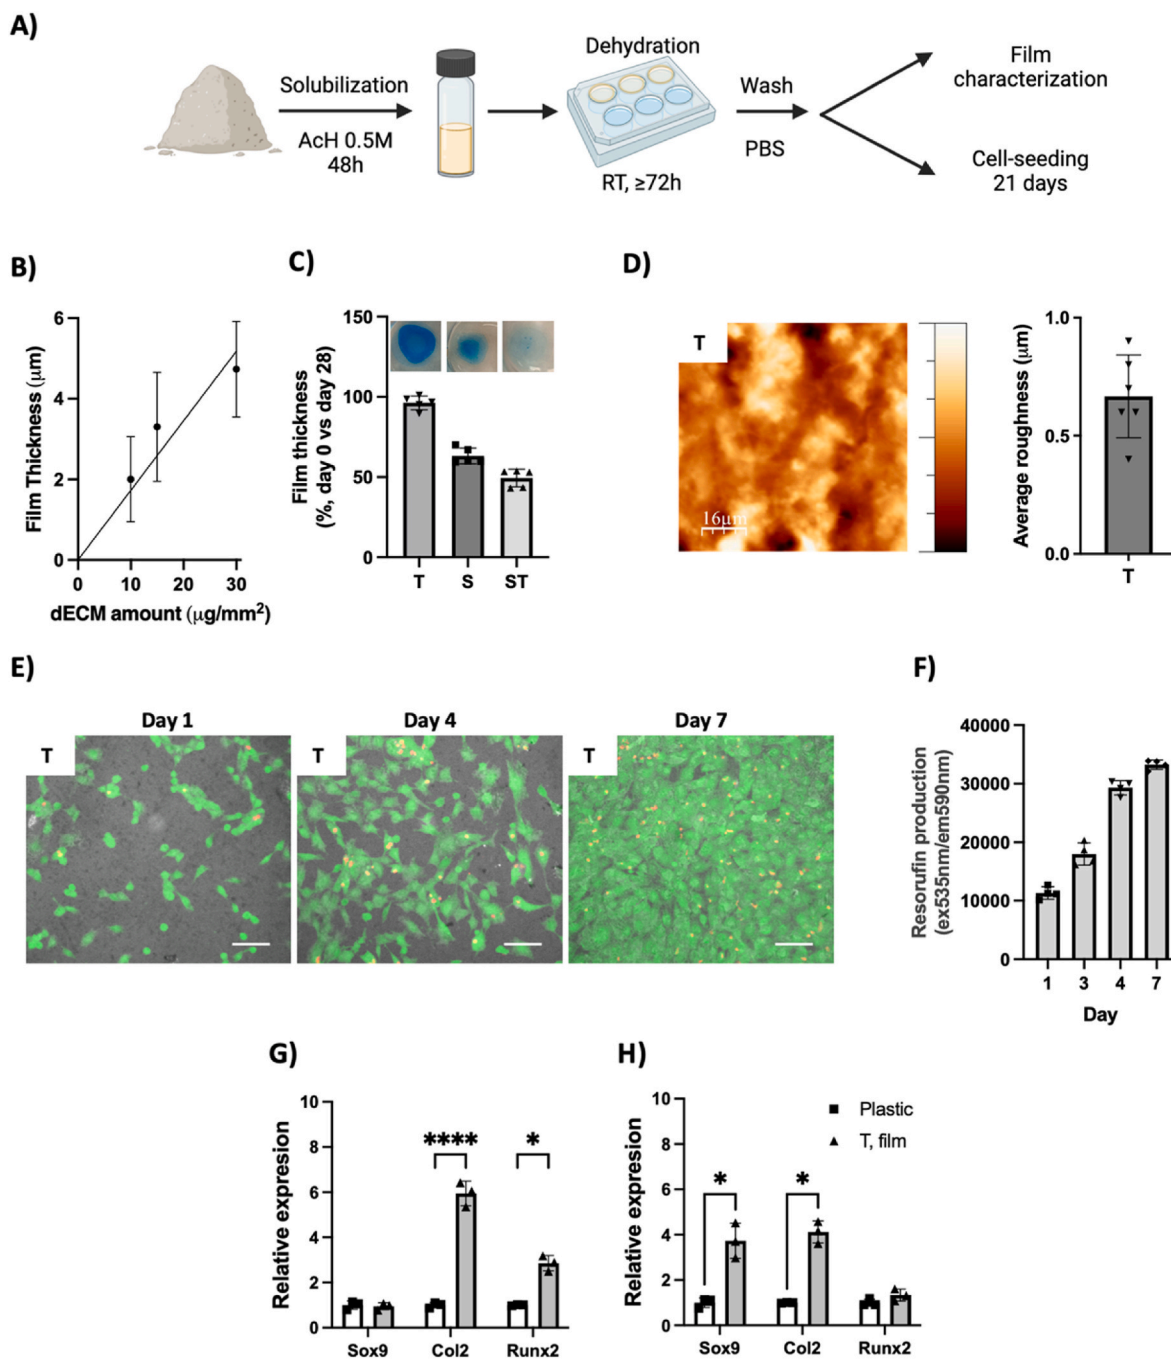 A)
Solubilization
AcH 0.5M
48h
Dehydration
RT, ≥72h
Wash
PBS
Film
characterization
Cell-seeding
21 days
B)
Film Thickness (μm)
6
4
2
0
0 10 20 30
dECM amount (μg/mm²)
C)
Film thickness
(%, day 0 vs day 28)
150
100
50
0
T S ST
D)
T
16μm
Average roughness (μm)
1.0
0.5
0.0
T
E)
Day 1
Day 4
Day 7
T
T
T
F)
Resorufin production
(ex535nm/em590nm)
40000
30000
20000
10000
0
1 3 4 7
Day
G)
Relative expresion
10
8
6
4
2
0
****
*
Sox9 Col2 Runx2
H)
Relative expresion
10
8
6
4
2
0
*
*
Plastic
T, film
Sox9 Col2 Runx2